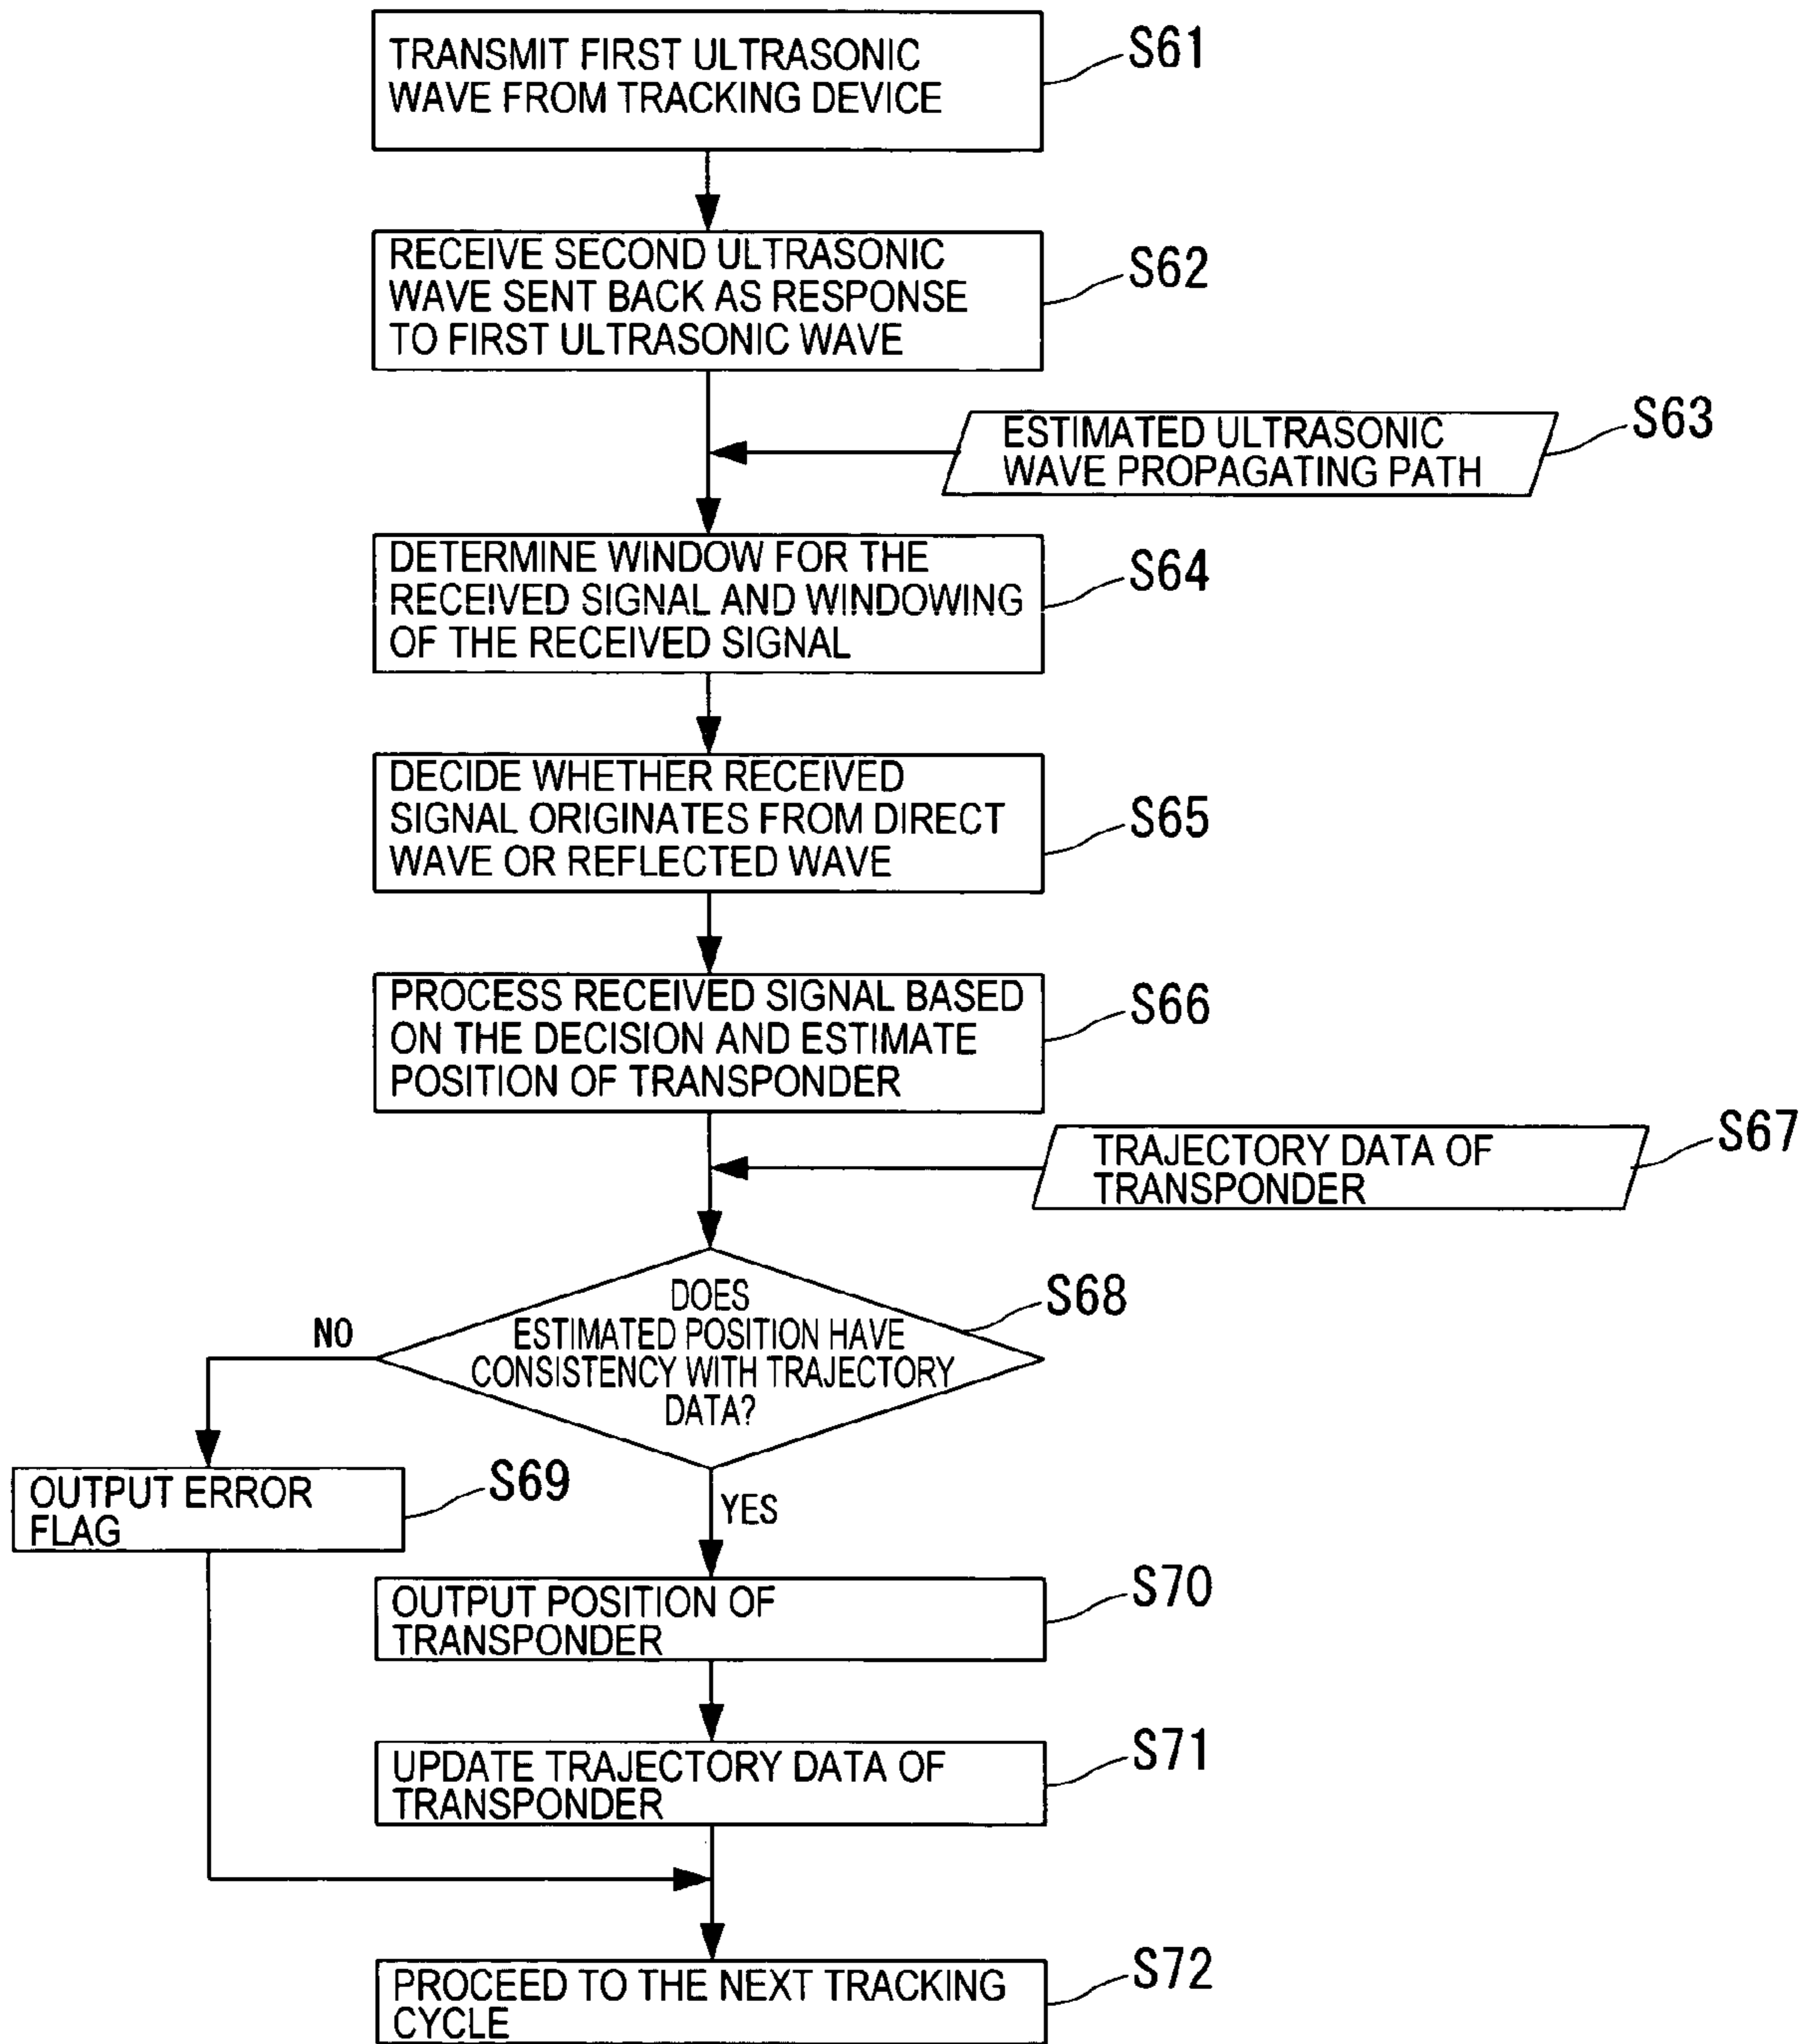 TRANSMIT FIRST ULTRASONIC
WAVE FROM TRACKING DEVICE
S61
RECEIVE SECOND ULTRASONIC
WAVE SENT BACK AS RESPONSE
TO FIRST ULTRASONIC WAVE
S62
ESTIMATED ULTRASONIC
WAVE PROPAGATING PATH
S63
DETERMINE WINDOW FOR THE
RECEIVED SIGNAL AND WINDOWING
OF THE RECEIVED SIGNAL
S64
DECIDE WHETHER RECEIVED
SIGNAL ORIGINATES FROM DIRECT
WAVE OR REFLECTED WAVE
S65
PROCESS RECEIVED SIGNAL BASED
ON THE DECISION AND ESTIMATE
POSITION OF TRANSPONDER
S66
TRAJECTORY DATA OF
TRANSPONDER
S67
DOES
ESTIMATED POSITION HAVE
CONSISTENCY WITH TRAJECTORY
DATA?
S68
NO
OUTPUT ERROR
FLAG
S69
YES
OUTPUT POSITION OF
TRANSPONDER
S70
UPDATE TRAJECTORY DATA OF
TRANSPONDER
S71
PROCEED TO THE NEXT TRACKING
CYCLE
S72